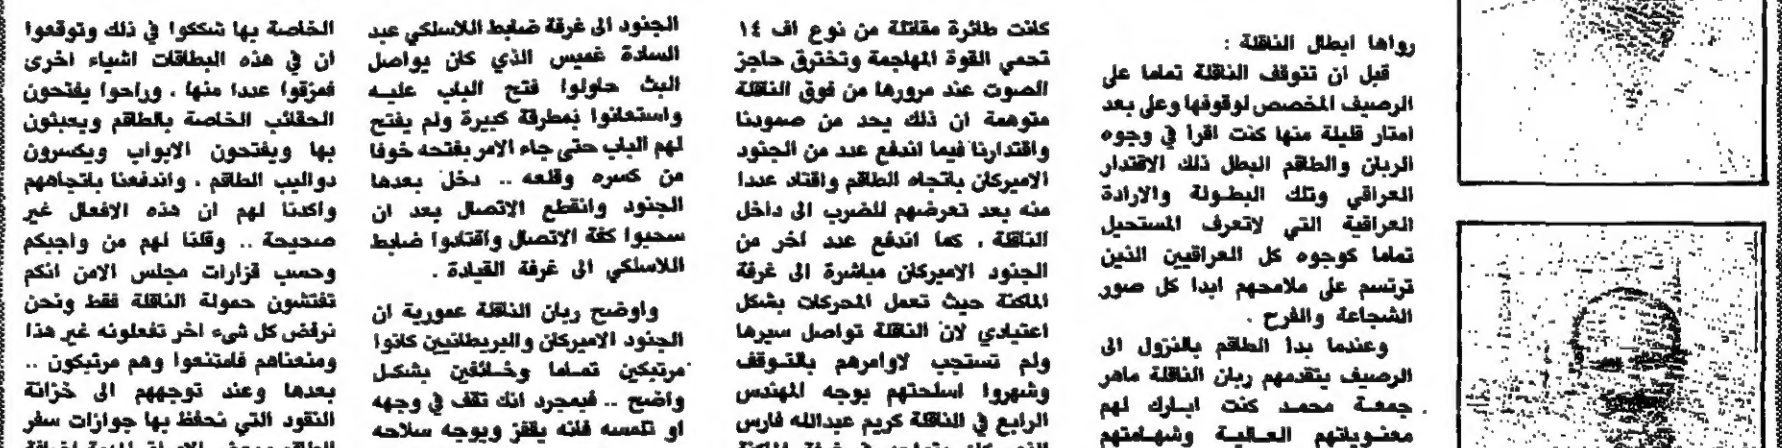 رواها ابطال الناقلة :
قبل ان تتوقف الناقلة تماما على
الرصيف المخصص لوقوفها وعلى بعد
امتار قليلة منها كنت اقرأ في وجوه
الربان والطاقم البطل ذلك الاقتدار
العراقي وتلك البطولة والارادة
العراقية التي لاتعرف المستحيل
تماما كوجوه كل العراقيين الذين
ترتسم على ملامحهم ابدا كل صور
الشجاعة والفرح .
وعندما بدأ الطاقم بالنزول الى
الرصيف يتقدمهم ربان الناقلة ماهر
جمعة محمد كنت ابارك لهم
معنوياتهم العالية وشهامتهم
كانت طائرة مقاتلة من نوع اف ١٤
تحمي القوة المهاجمة وتخترق حاجز
الصوت عند مرورها من فوق الناقلة
متوهمة ان ذلك يحد من صمودنا
واقتدارنا فيما اندفع عدد من الجنود
الاميركان باتجاه الطاقم واقتاد عددا
منه بعد تعرضهم للضرب الى داخل
الناقلة . كما اندفع عدد اخر من
الجنود الاميركان مباشرة الى غرفة
الماكنة حيث تعمل المحركات بشكل
اعتيادي لان الناقلة تواصل سيرها
ولم تستجب لاوامرهم بالتوقف
وشهروا اسلحتهم بوجه المهندس
الرابع في الناقلة كريم عبدالله فارس
الجنود الى غرفة ضابط اللاسلكي عبد
السادة غميس الذي كان يواصل
البث حاولوا فتح الباب عليه
واستعانوا بمطرقة كبيرة ولم يفتح
لهم الباب حتى جاء الامر بفتحه خوفا
من كسره وقلعه .. دخل بعدها
الجنود وانقطع الاتصال بعد ان
سحبوا كفة الاتصال واقتادوا ضابط
اللاسلكي الى غرفة القيادة .
واوضح ربان الناقلة عمورية ان
الجنود الاميركان والبريطانيين كانوا
مرتبكين تماما وخائفين بشكل
واضح .. فبمجرد انك تقف في وجهه
او تلمسه فانه يقفز ويوجه سلاحه
الخاصة بها شككوا في ذلك وتوقعوا
ان في هذه البطاقات اشياء اخرى
فمزقوا عددا منها . وراحوا يفتحون
الحقائب الخاصة بالطاقم ويعبثون
بها ويفتحون الابواب ويكسرون
دواليب الطاقم . واندفعنا باتجاههم
واكدنا لهم ان هذه الافعال غير
صحيحة .. وقلنا لهم من واجبكم
وحسب قرارات مجلس الامن انكم
تفتشون حمولة الناقلة فقط ونحن
نرفض كل شيء اخر تفعلونه غير هذا
ومنعناهم فامتنعوا وهم مرتبكون ..
بعدها وعند توجههم الى خزانة
النقود التي نحفظ بها جوازات سفر